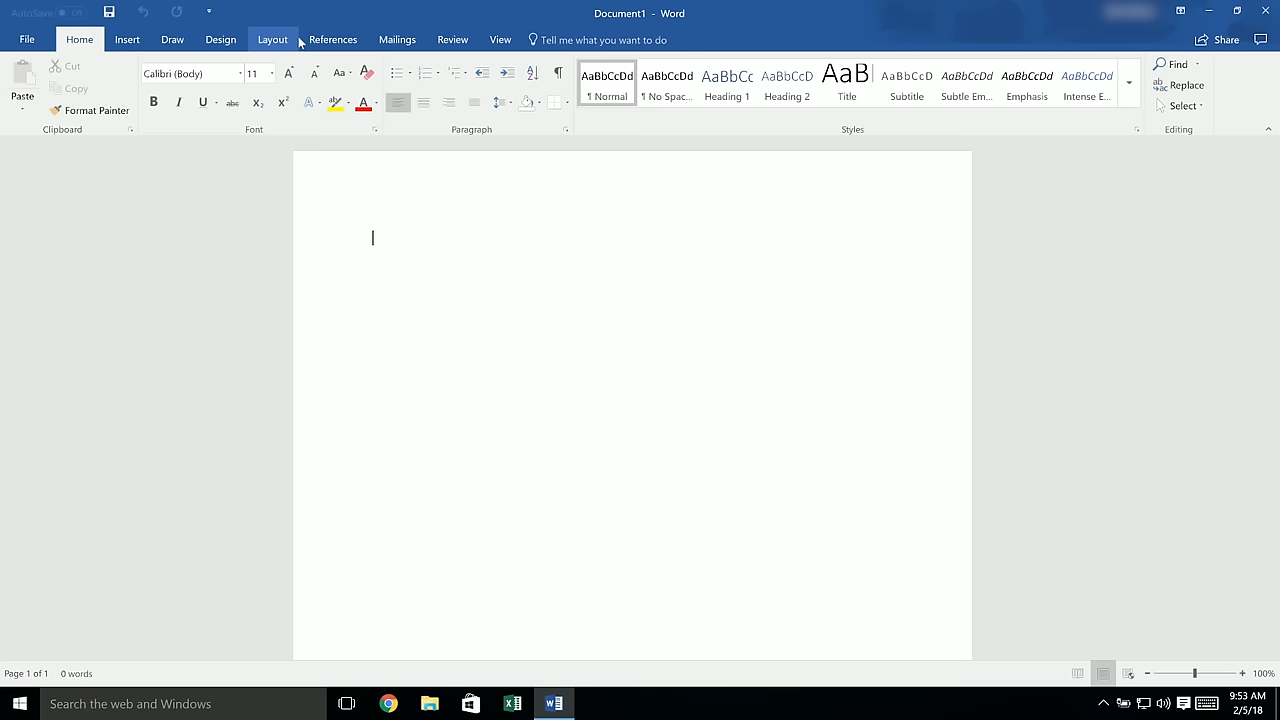 AutoSave Off
Document1 - Word
File Home Insert Draw Design Layout References Mailings Review View Tell me what you want to do Share
Paste
Cut
Copy
Format Painter
Clipboard
Calibri (Body) 11
Font
Paragraph
AaBbCcDd AaBbCcDd AaBbCc AaBbCcD AaB AaBbCcD AaBbCcDd AaBbCcDd AaBbCcDd
¶ Normal ¶ No Spac... Heading 1 Heading 2 Title Subtitle Subtle Em... Emphasis Intense E...
Styles
Find
Replace
Select
Editing
Page 1 of 1 0 words 100%
Search the web and Windows
9:53 AM
2/5/18